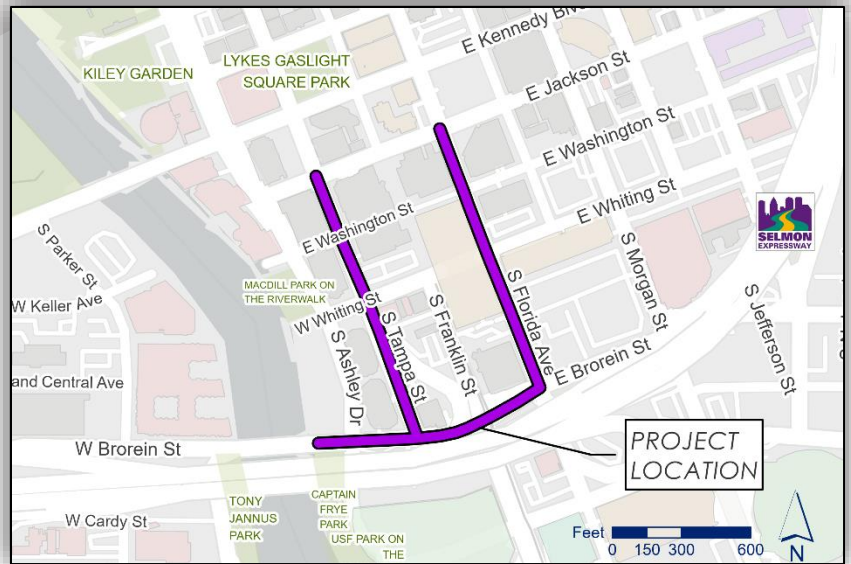 E Kennedy
LYKES GASLIGHT
SQUARE PARK
KILEY GARDEN
E Jackson St
E Washington St
E Whiting St
S Parker St
E Washington St
SELMON
EXPRESSWAY
MACDILL PARK ON
THE RIVERWALK
W Keller Ave
W Whiting St
S Ashley Dr
S Tampa St
S Franklin St
S Florida Ave
S Morgan St
S Jefferson St
and Central Ave
E Brorein St
W Brorein St
PROJECT
LOCATION
TONY
JANNUS
PARK
CAPTAIN
FRYE
PARK
W Cardy St
USF PARK ON
THE
Feet
0 150 300 600
N